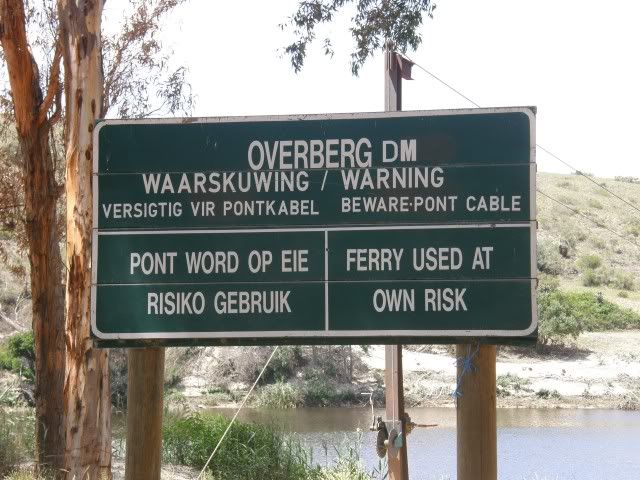 OVERBERG DM
WAARSKUWING / WARNING
VERSIGTIG VIR PONTKABEL BEWARE·PONT CABLE
PONT WORD OP EIE
RISIKO GEBRUIK
FERRY USED AT
OWN RISK